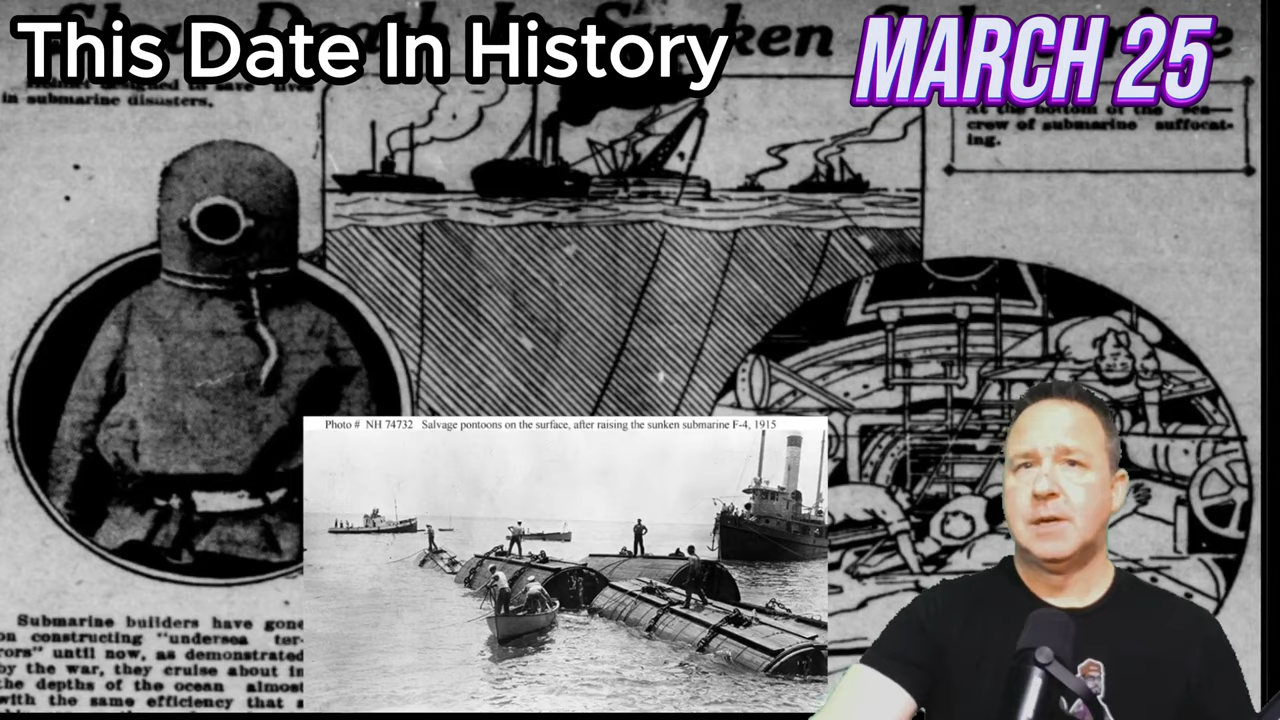 This Date In History
MARCH 25
Death In Sunken
in submarine disasters.
At the bottom of the sea—
crew of submarine suffocat-
ing.
Photo # NH 74732 Salvage pontoons on the surface, after raising the sunken submarine F-4, 1915
Submarine builders have gone
on constructing "undersea ter-
rors" until now, as demonstrated
by the war, they cruise about in
the depths of the ocean almost
with the same efficiency that